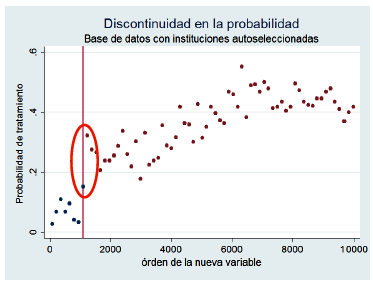 Discontinuidad en la probabilidad
Base de datos con instituciones autoseleccionadas
Probabilidad de tratamiento
.6
.4
.2
0
0 2000 4000 6000 8000 10000
órden de la nueva variable